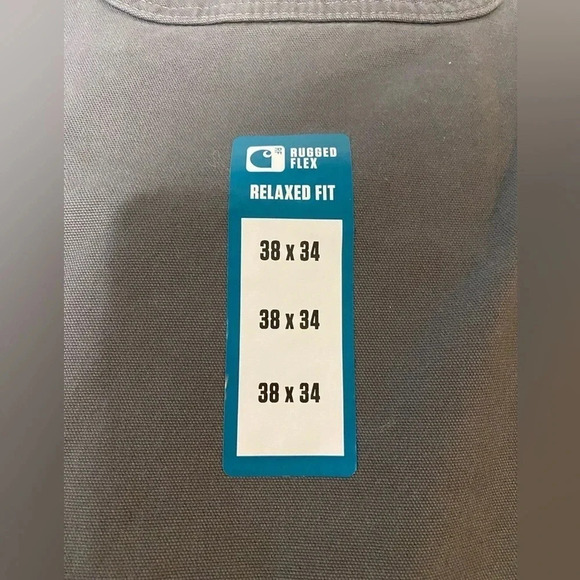 RUGGED
FLEX
RELAXED FIT
38 x 34
38 x 34
38 x 34